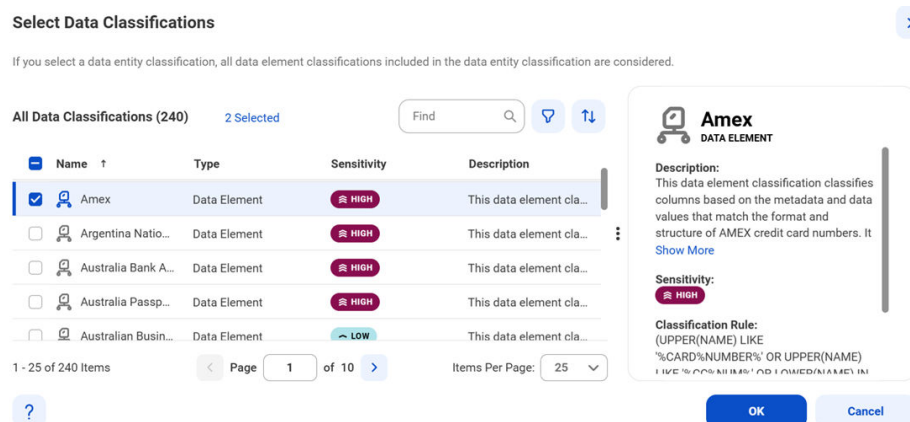 Select Data Classifications
If you select a data entity classification, all data element classifications included in the data entity classification are considered.
All Data Classifications (240) 2 Selected Find
Name ↑ Type Sensitivity Description
Amex Data Element HIGH This data element cla...
Argentina Natio... Data Element HIGH This data element cla...
Australia Bank A... Data Element HIGH This data element cla...
Australia Passp... Data Element HIGH This data element cla...
Australian Busin... Data Element LOW This data element cla...
1 - 25 of 240 Items < Page 1 of 10 > Items Per Page: 25
Amex
DATA ELEMENT
Description:
This data element classification classifies
columns based on the metadata and data
values that match the format and
structure of AMEX credit card numbers. It
Show More
Sensitivity:
HIGH
Classification Rule:
(UPPER(NAME) LIKE
'%CARD%NUMBER%' OR UPPER(NAME)
LIKE '%CC%NUM%' OR LOWER(NAME) IN
? OK Cancel